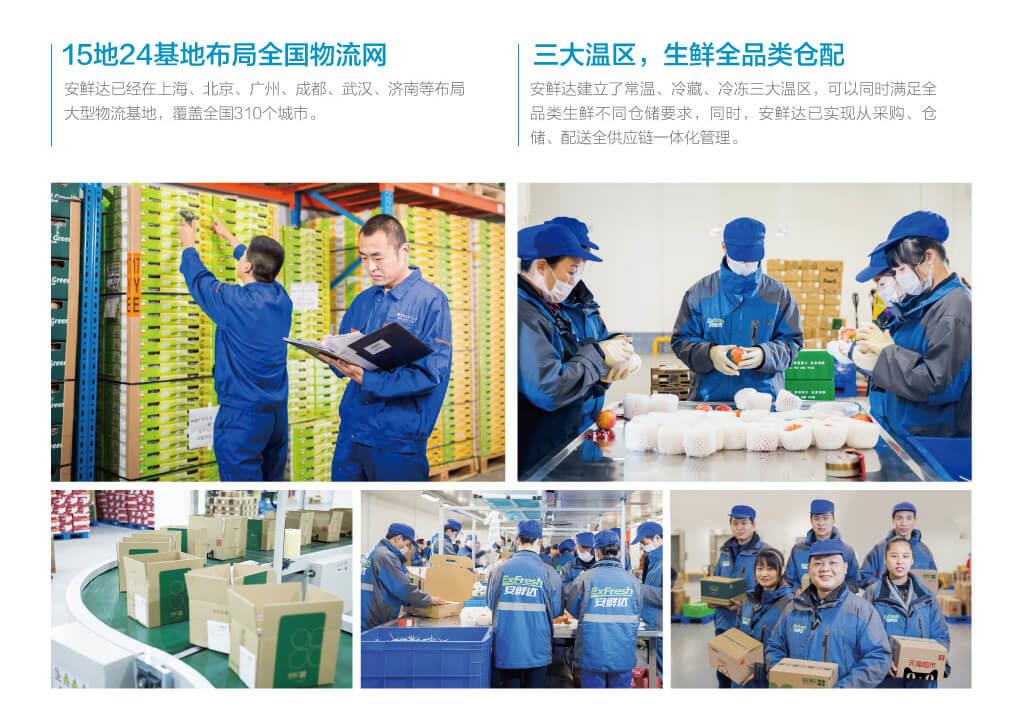 15地24基地布局全国物流网
安鲜达已经在上海、北京、广州、成都、武汉、济南等布局
大型物流基地，覆盖全国310个城市。
三大温区，生鲜全品类仓配
安鲜达建立了常温、冷藏、冷冻三大温区，可以同时满足全
品类生鲜不同仓储要求，同时，安鲜达已实现从采购、仓
储、配送全供应链一体化管理。
Green
Green
Green
ExFresh
ExFresh
安鲜达
ExFresh
安鲜达
天猫超市